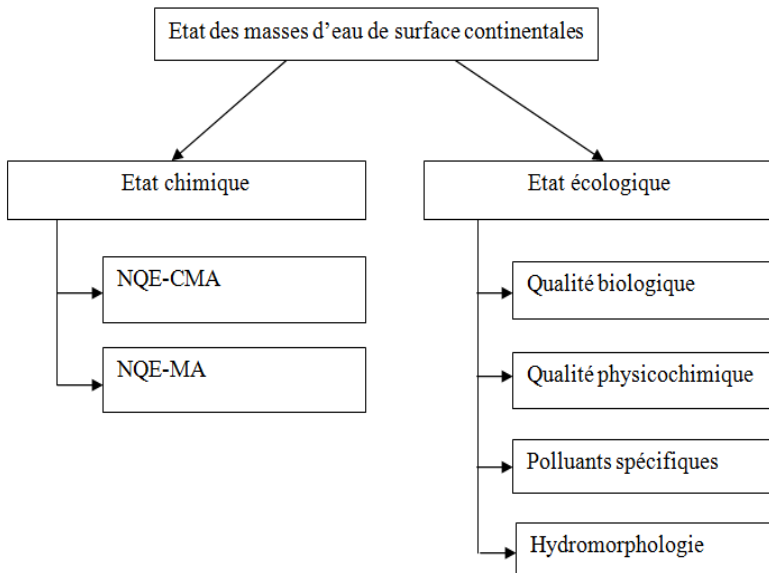 Etat des masses d'eau de surface continentales
Etat chimique
NQE-CMA
NQE-MA
Etat écologique
Qualité biologique
Qualité physicochimique
Polluants spécifiques
Hydromorphologie